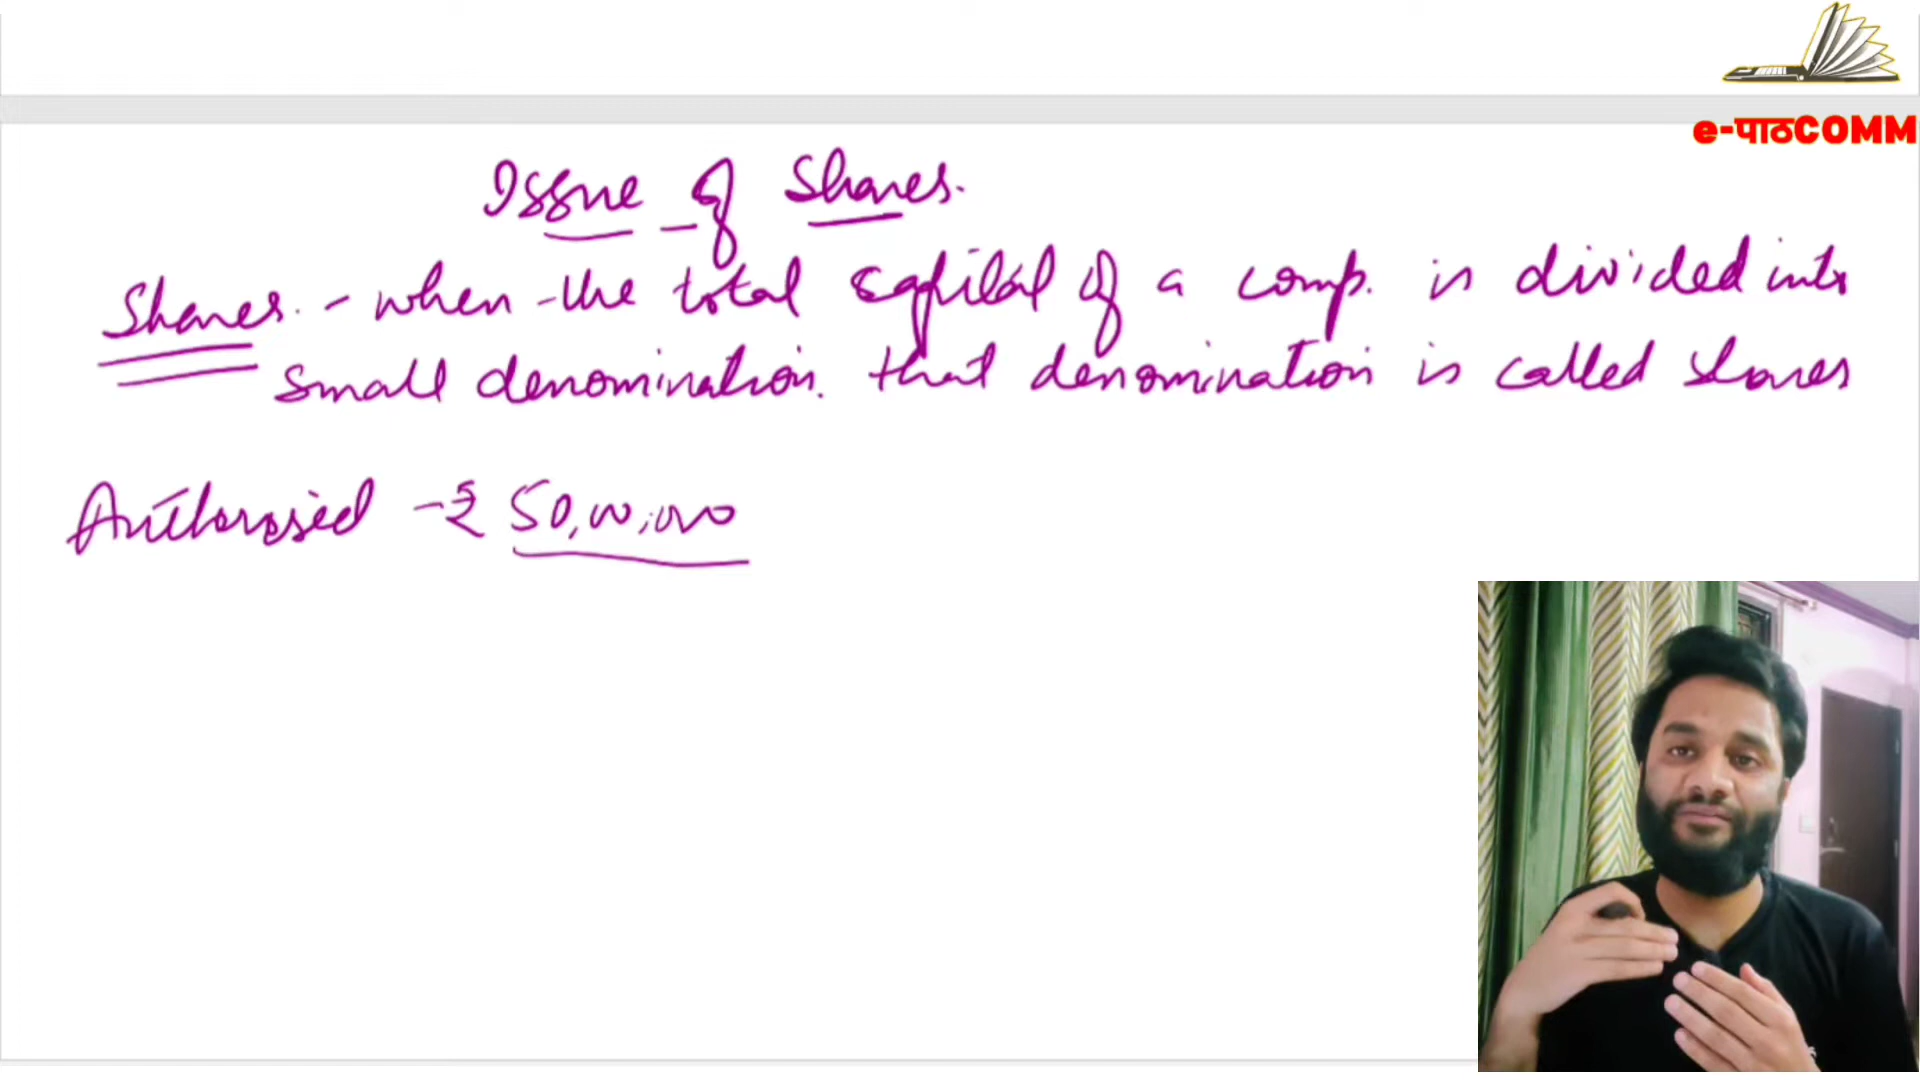 e-पाठCOMM
Issue of Shares.
Shares. - when the total capital of a comp. is divided into
small denomination. that denomination is called shares
Authorised - ₹ 50,00,000